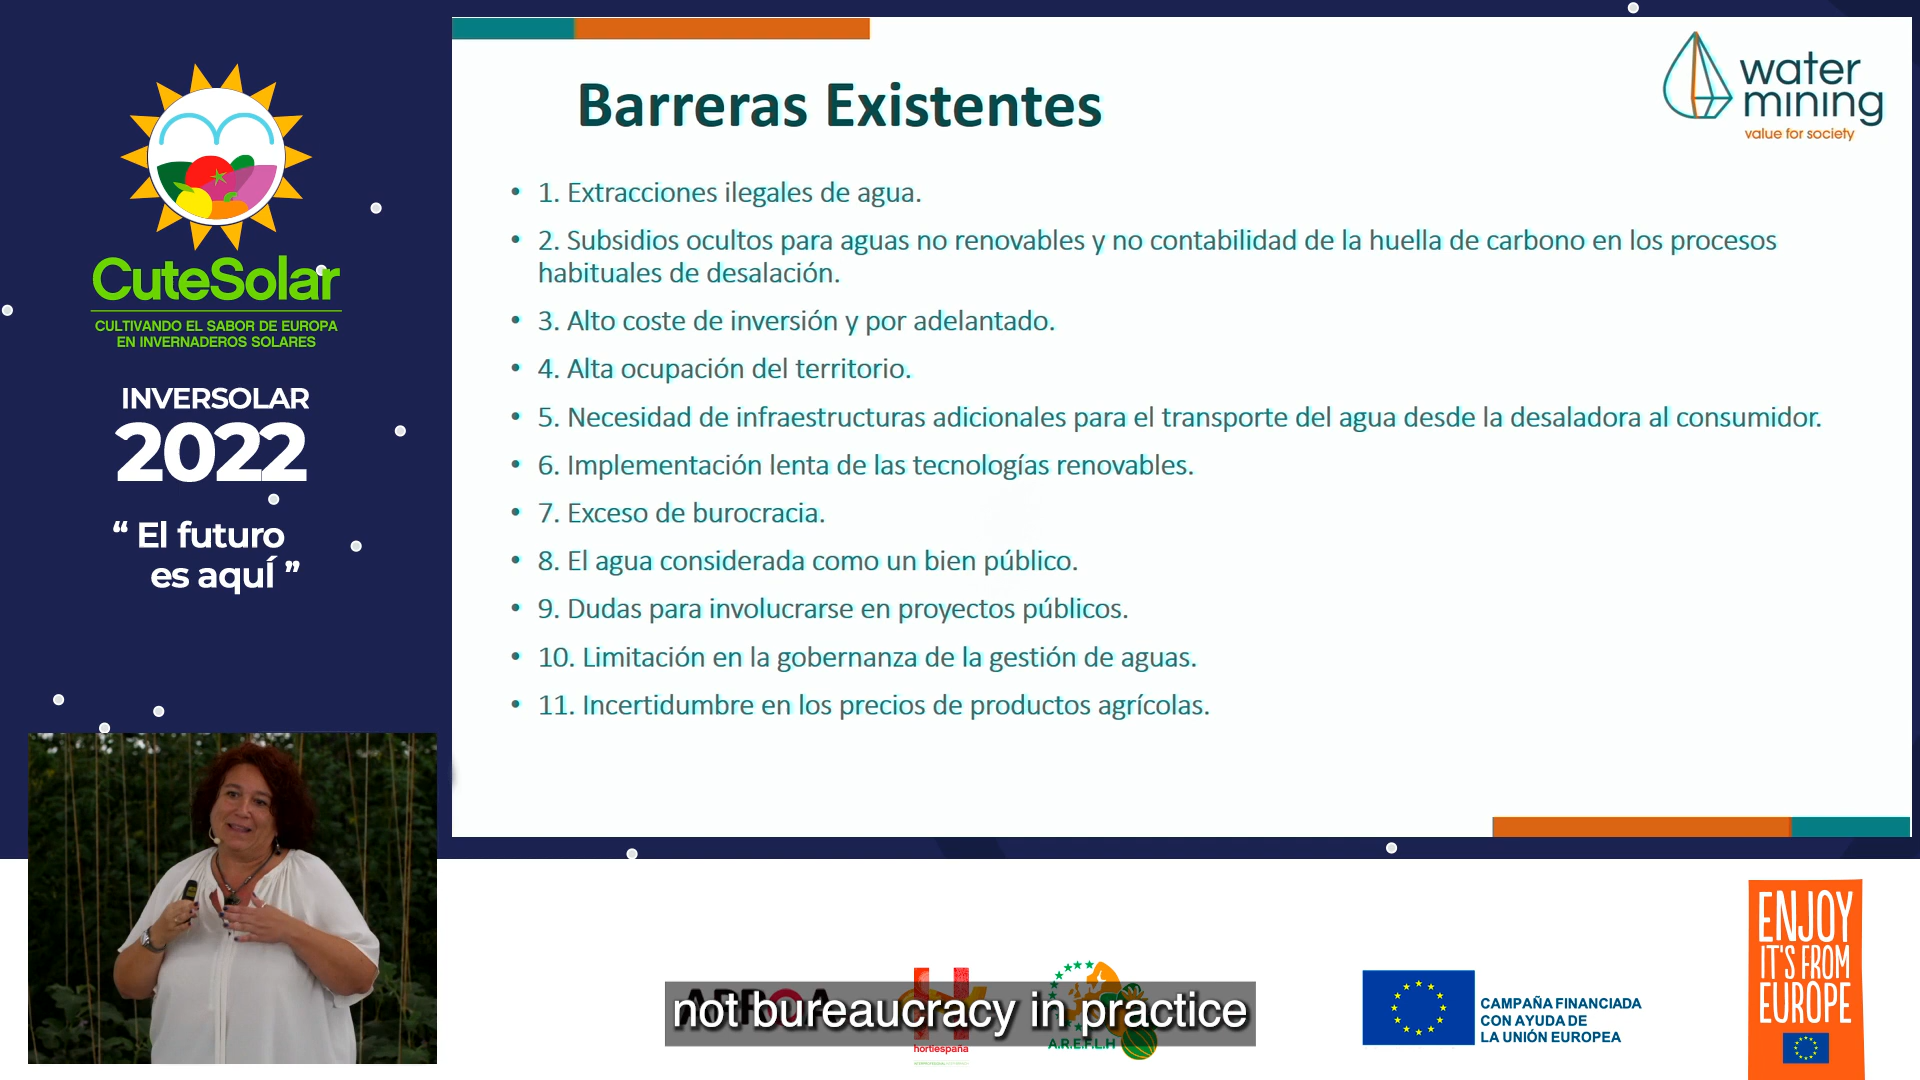 CuteSolar
CULTIVANDO EL SABOR DE EUROPA
EN INVERNADEROS SOLARES
INVERSOLAR
2022
“ El futuro
es aquÍ ”
Barreras Existentes
water
mining
value for society
• 1. Extracciones ilegales de agua.
• 2. Subsidios ocultos para aguas no renovables y no contabilidad de la huella de carbono en los procesos
habituales de desalación.
• 3. Alto coste de inversión y por adelantado.
• 4. Alta ocupación del territorio.
• 5. Necesidad de infraestructuras adicionales para el transporte del agua desde la desaladora al consumidor.
• 6. Implementación lenta de las tecnologías renovables.
• 7. Exceso de burocracia.
• 8. El agua considerada como un bien público.
• 9. Dudas para involucrarse en proyectos públicos.
• 10. Limitación en la gobernanza de la gestión de aguas.
• 11. Incertidumbre en los precios de productos agrícolas.
not bureaucracy in practice
hortiespaña
A.R.E.F.L.H
CAMPAÑA FINANCIADA
CON AYUDA DE
LA UNIÓN EUROPEA
ENJOY
IT'S FROM
EUROPE